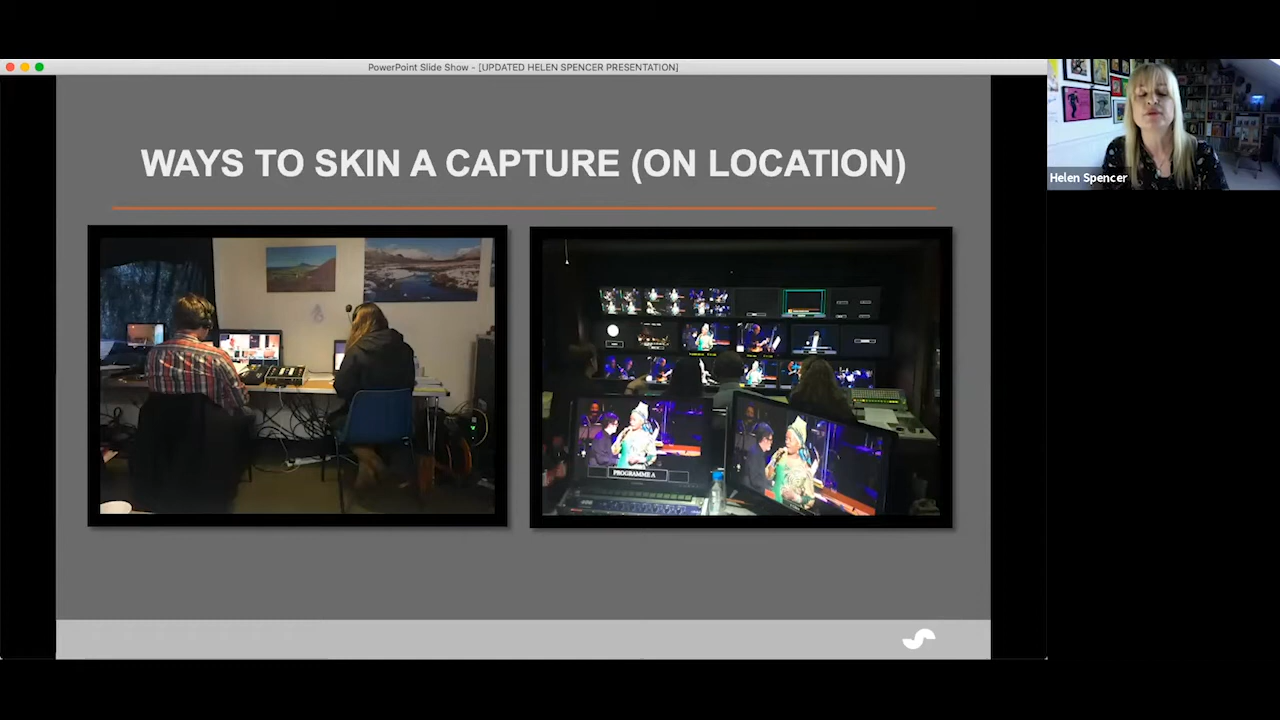 PowerPoint Slide Show - [UPDATED HELEN SPENCER PRESENTATION]
WAYS TO SKIN A CAPTURE (ON LOCATION)
PROGRAMME A
Helen Spencer